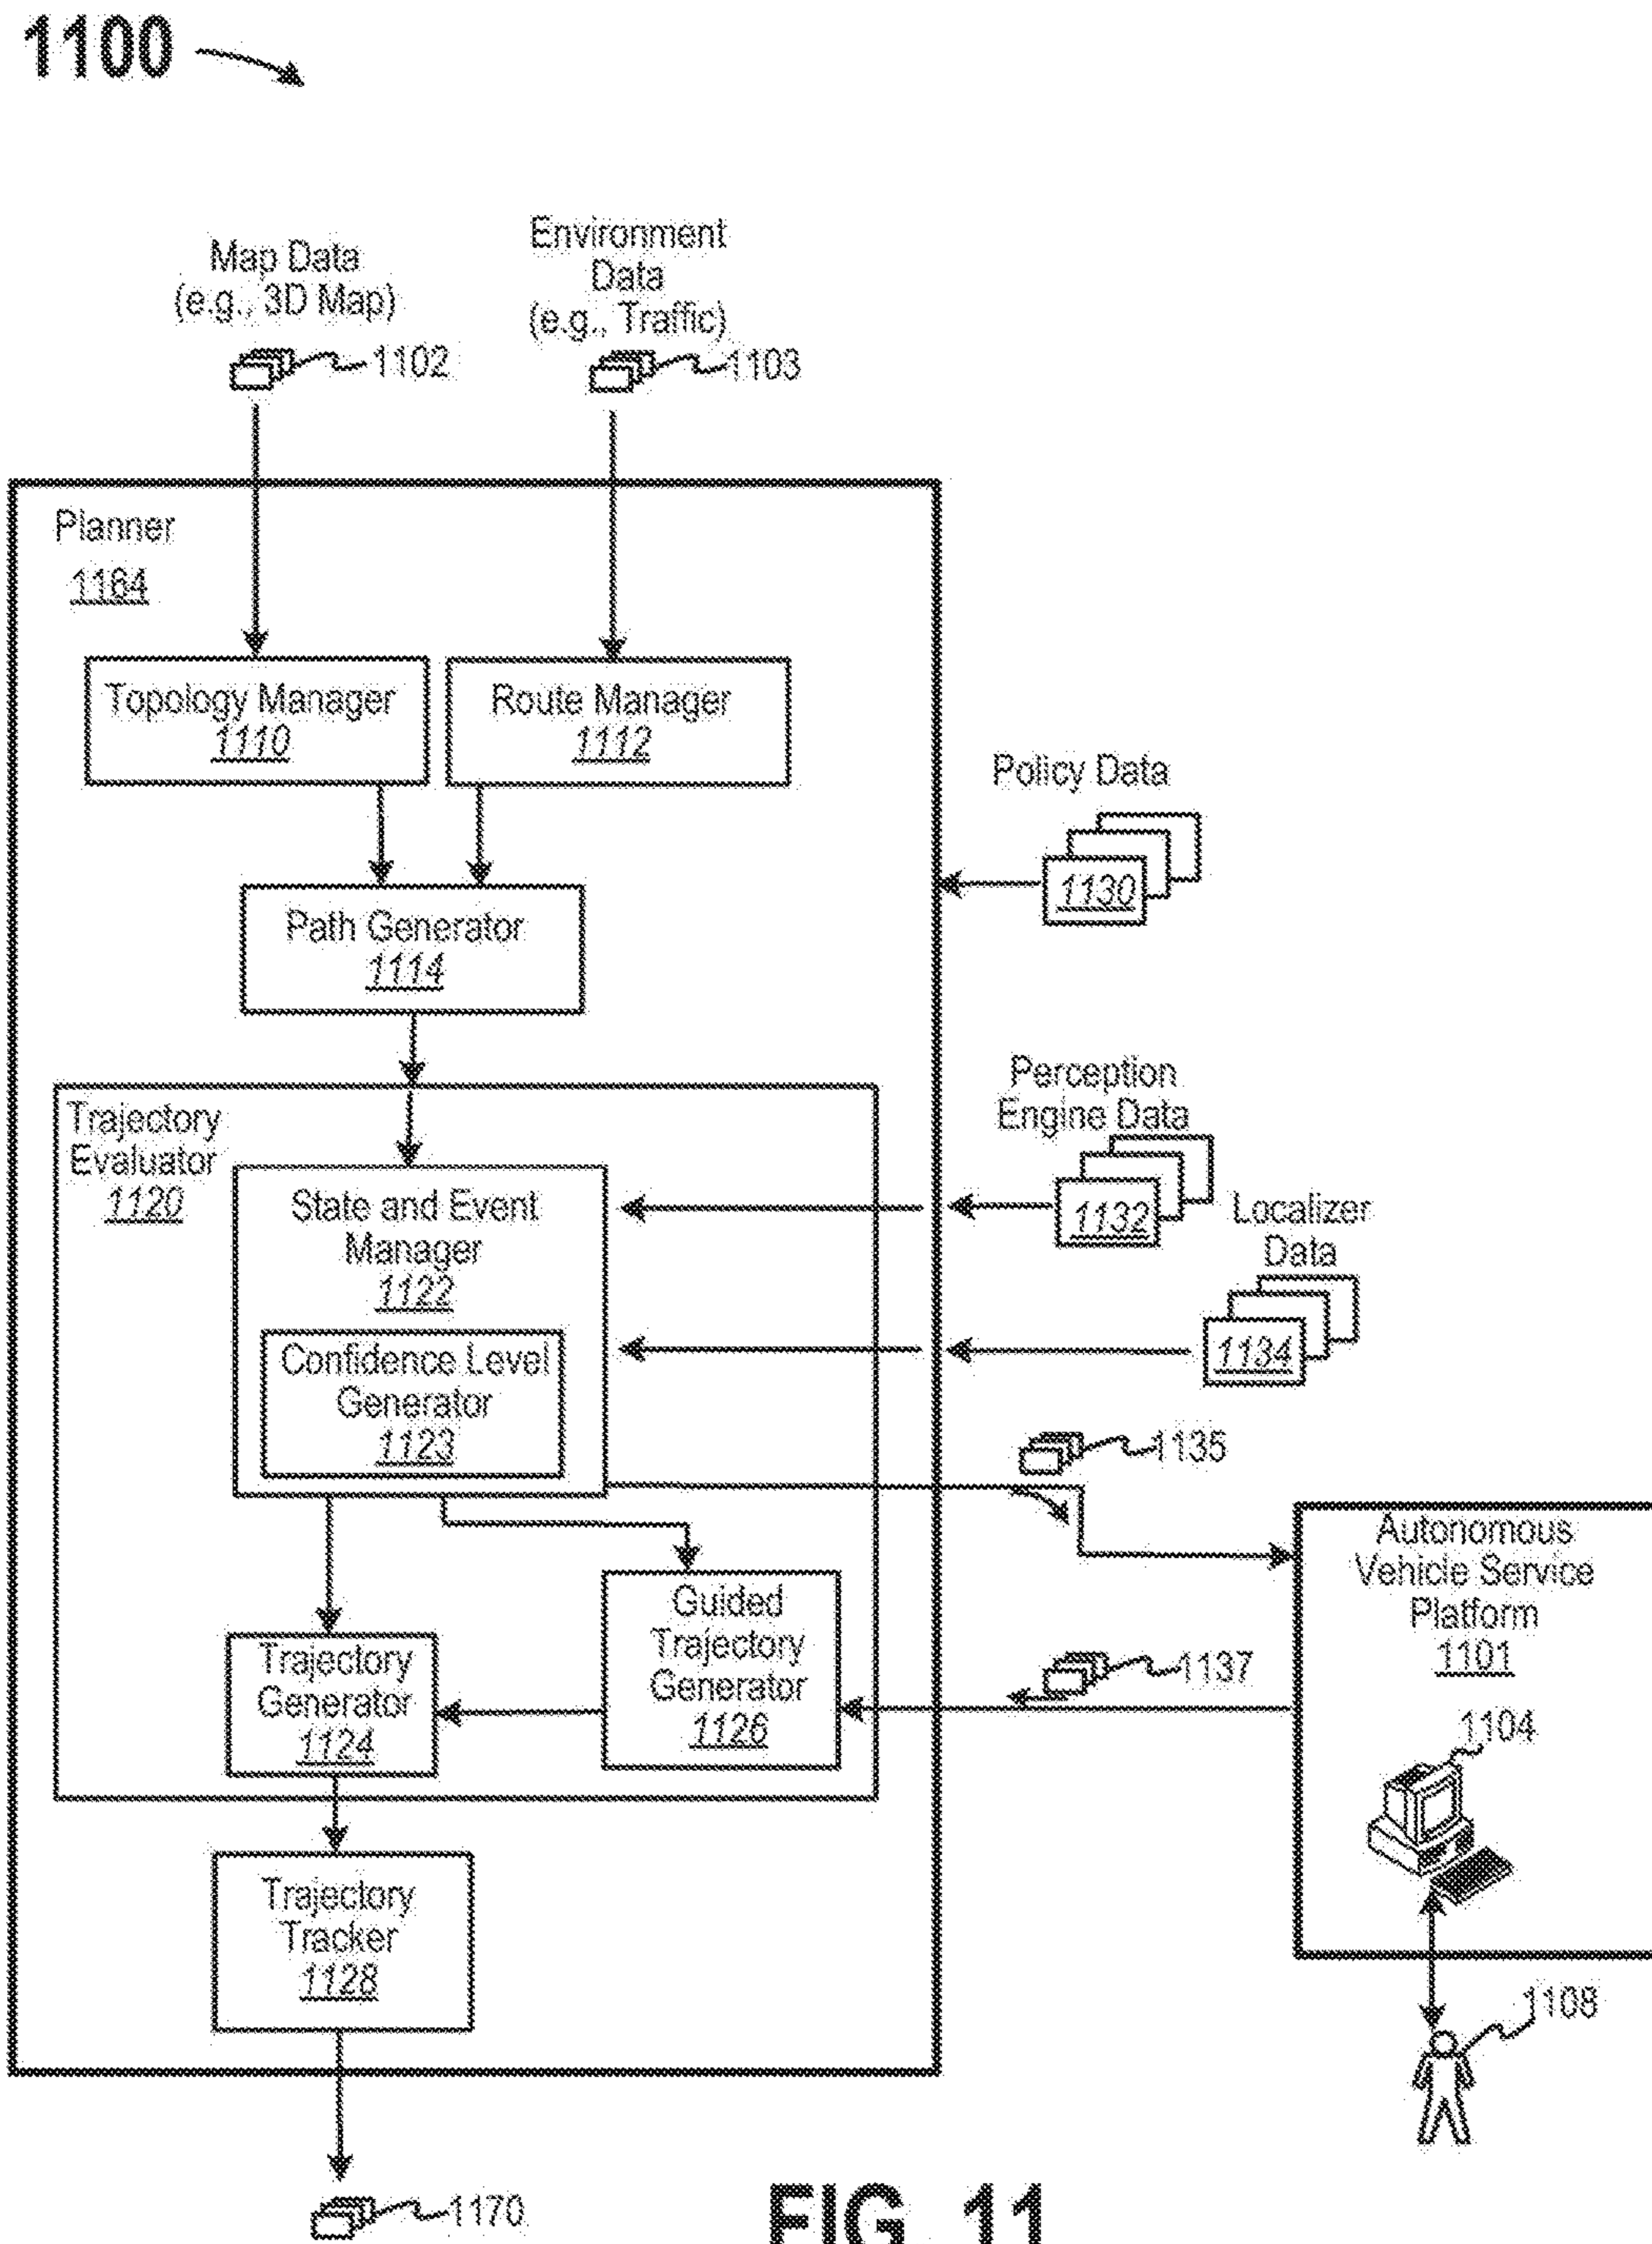 1100
Map Data
(e.g., 3D Map)
1102
Environment
Data
(e.g., Traffic)
1103
Planner
1164
Topology Manager
1110
Route Manager
1112
Path Generator
1114
Policy Data
1130
Trajectory
Evaluator
1120
State and Event
Manager
1122
Confidence Level
Generator
1123
Perception
Engine Data
1132
Localizer
Data
1134
1135
Guided
Trajectory
Generator
1126
Trajectory
Generator
1124
1137
Autonomous
Vehicle Service
Platform
1101
1104
Trajectory
Tracker
1128
1108
1170
FIG. 11